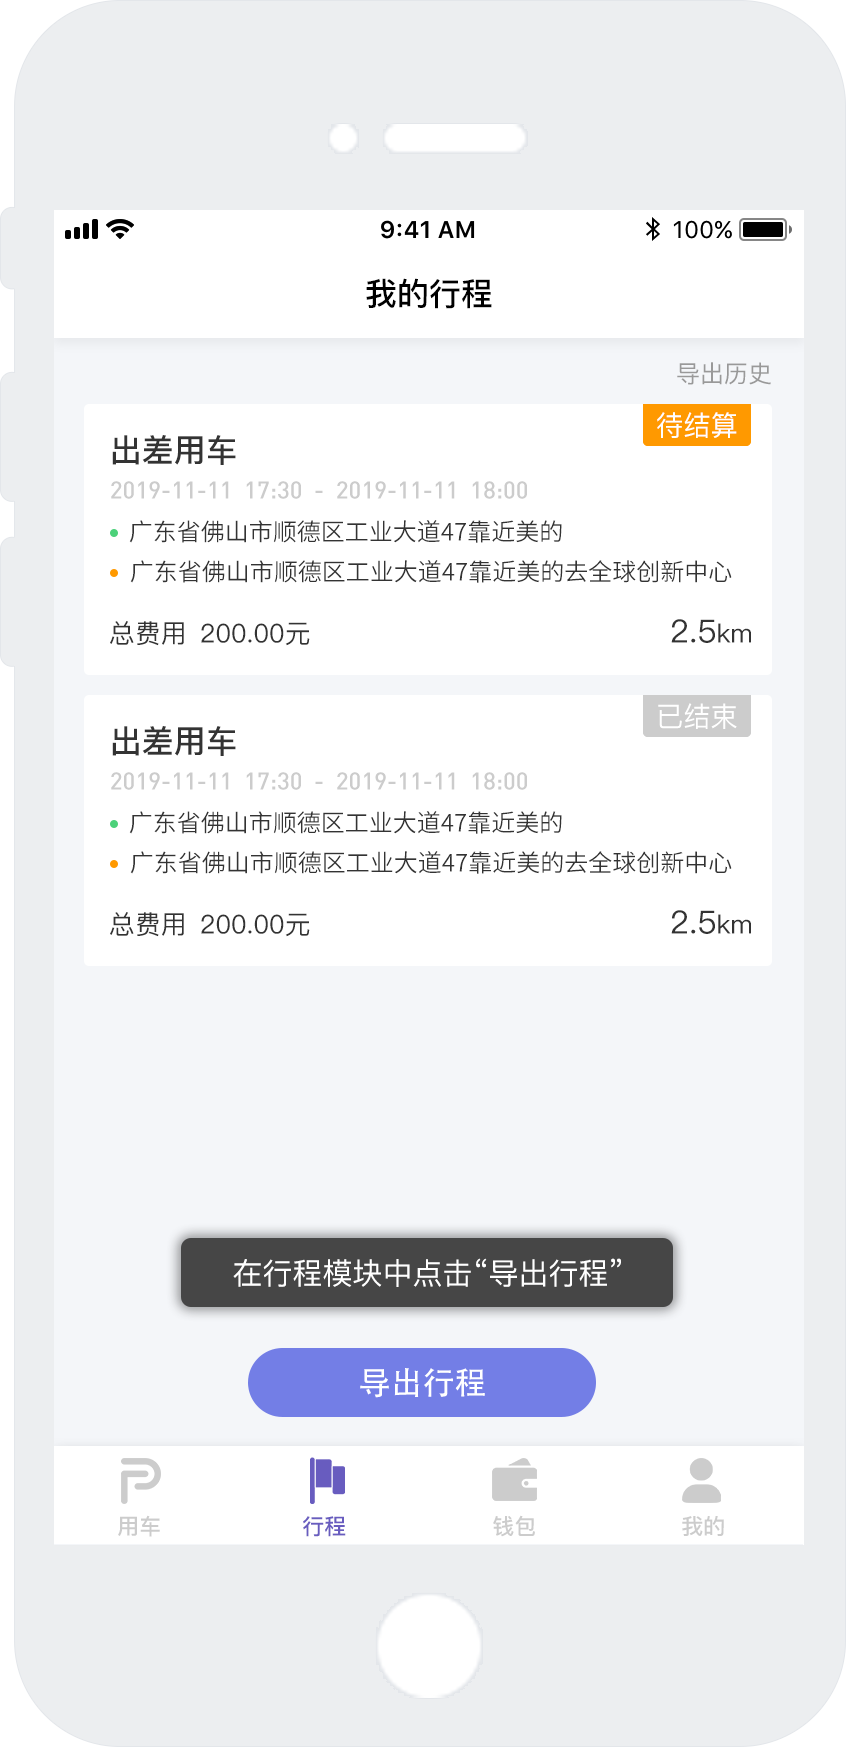 9:41 AM
100%
我的行程
导出历史
待结算
出差用车
2019-11-11 17:30 - 2019-11-11 18:00
广东省佛山市顺德区工业大道47靠近美的
广东省佛山市顺德区工业大道47靠近美的去全球创新中心
总费用 200.00元
2.5km
已结束
出差用车
2019-11-11 17:30 - 2019-11-11 18:00
广东省佛山市顺德区工业大道47靠近美的
广东省佛山市顺德区工业大道47靠近美的去全球创新中心
总费用 200.00元
2.5km
在行程模块中点击“导出行程”
导出行程
用车
行程
钱包
我的